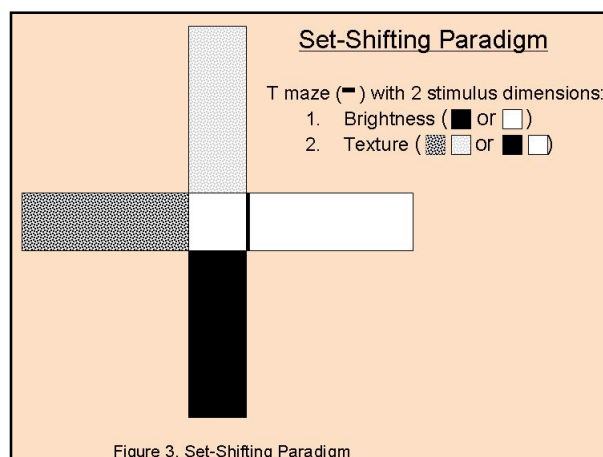 Set-Shifting Paradigm
T maze ( ) with 2 stimulus dimensions:
1. Brightness ( or )
2. Texture ( or )
Figure 3. Set-Shifting Paradigm